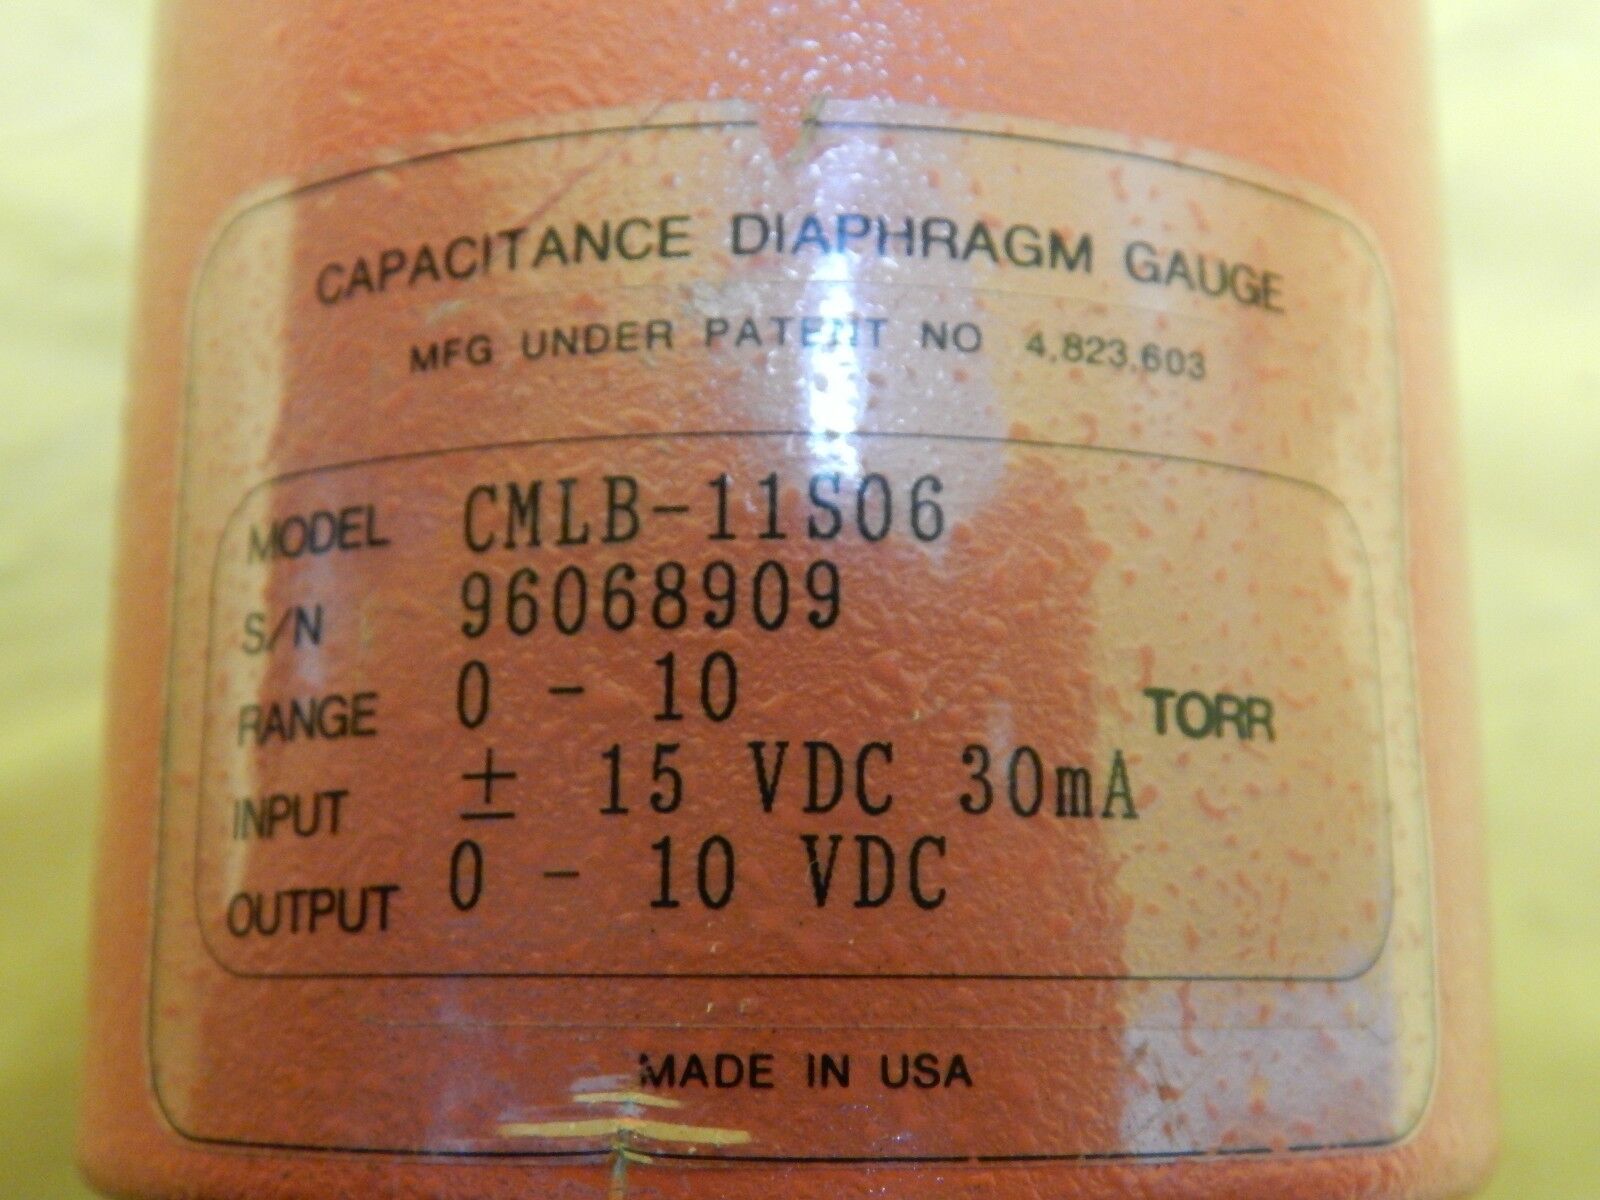 CAPACITANCE DIAPHRAGM GAUGE
MFG UNDER PATENT NO 4,823,603
MODEL CMLB-11S06
S/N 96068909
RANGE 0 - 10 TORR
INPUT ± 15 VDC 30mA
OUTPUT 0 - 10 VDC
MADE IN USA